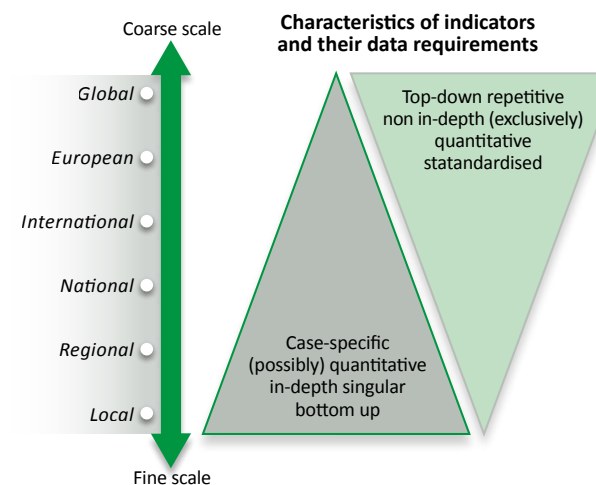 Coarse scale
Characteristics of indicators
and their data requirements
Global
European
International
National
Regional
Local
Fine scale
Top-down repetitive
non in-depth (exclusively)
quantitative
statandardised
Case-specific
(possibly) quantitative
in-depth singular
bottom up